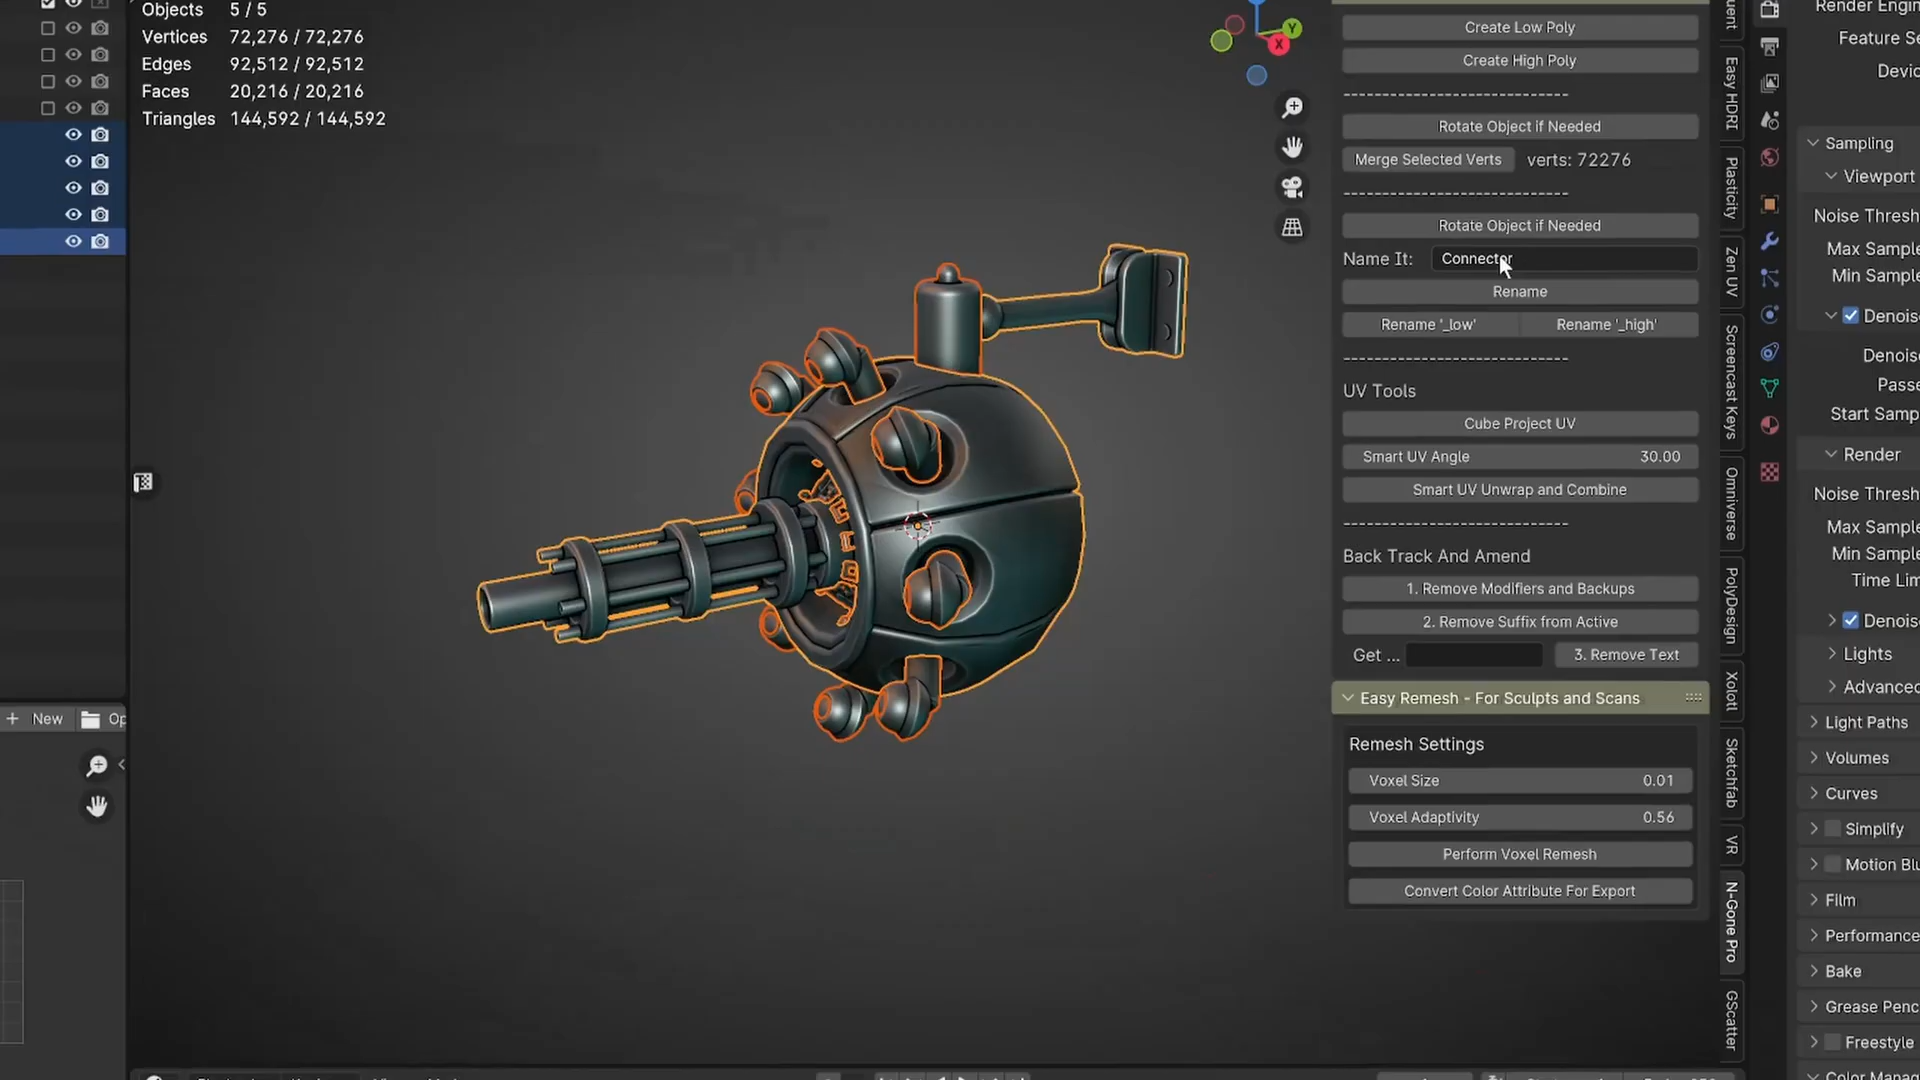 Objects 5 / 5
Vertices 72,276 / 72,276
Edges 92,512 / 92,512
Faces 20,216 / 20,216
Triangles 144,592 / 144,592
Y
X
New
Create Low Poly
Create High Poly
----------------------------
Rotate Object if Needed
Merge Selected Verts verts: 72276
----------------------------
Rotate Object if Needed
Name It: Connector
Rename
Rename '_low' Rename '_high'
----------------------------
UV Tools
Cube Project UV
Smart UV Angle 30.00
Smart UV Unwrap and Combine
----------------------------
Back Track And Amend
1. Remove Modifiers and Backups
2. Remove Suffix from Active
Get ... 3. Remove Text
Easy Remesh - For Sculpts and Scans
Remesh Settings
Voxel Size 0.01
Voxel Adaptivity 0.56
Perform Voxel Remesh
Convert Color Attribute For Export
Easy HDRI
Plasticity
Zen UV
Screencast Keys
Omniverse
PolyDesign
Xolotl
Sketchfab
VR
N-Gone Pro
GScatter
Render Engin
Feature Se
Devic
Sampling
Viewport
Noise Thresh
Max Sample
Min Sample
Denois
Denois
Passe
Start Samp
Render
Noise Thresh
Max Sample
Min Sample
Time Lim
Denois
Lights
Advanced
Light Paths
Volumes
Curves
Simplify
Motion Blu
Film
Performance
Bake
Grease Penc
Freestyle